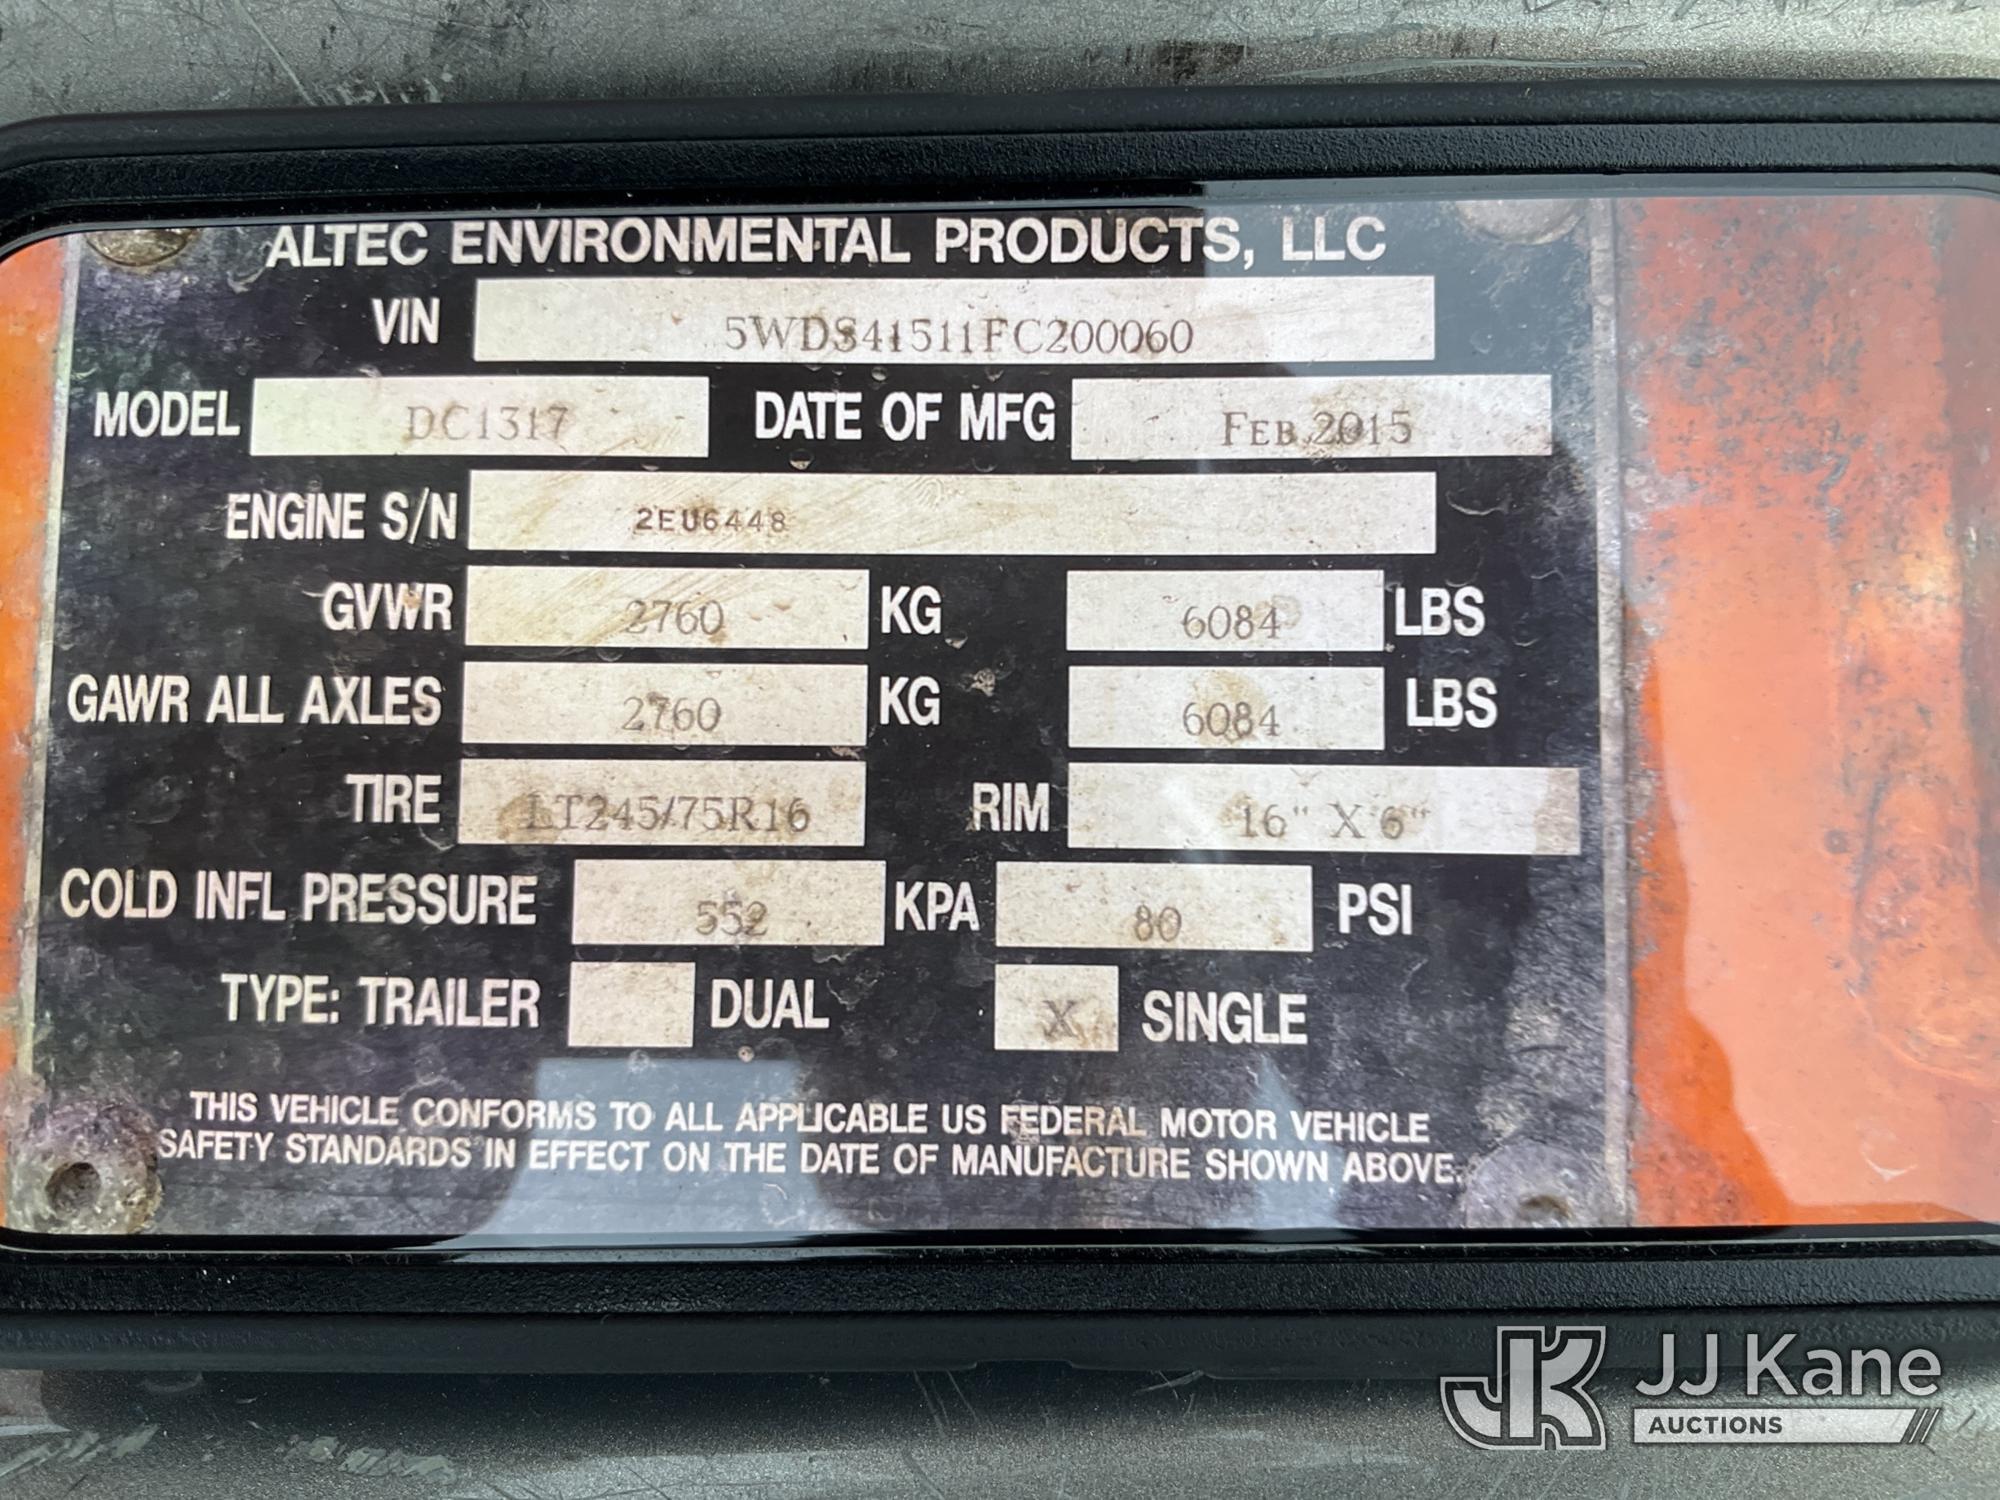 ALTEC ENVIRONMENTAL PRODUCTS, LLC
VIN 5WDS41511FC200060
MODEL DC1317 DATE OF MFG FEB 2015
ENGINE S/N 2EU6448
GVWR 2760 KG 6084 LBS
GAWR ALL AXLES 2760 KG 6084 LBS
TIRE LT245/75R16 RIM 16" X 6"
COLD INFL PRESSURE 552 KPA 80 PSI
TYPE: TRAILER DUAL X SINGLE
THIS VEHICLE CONFORMS TO ALL APPLICABLE US FEDERAL MOTOR VEHICLE
SAFETY STANDARDS IN EFFECT ON THE DATE OF MANUFACTURE SHOWN ABOVE.
JK JJ Kane
AUCTIONS